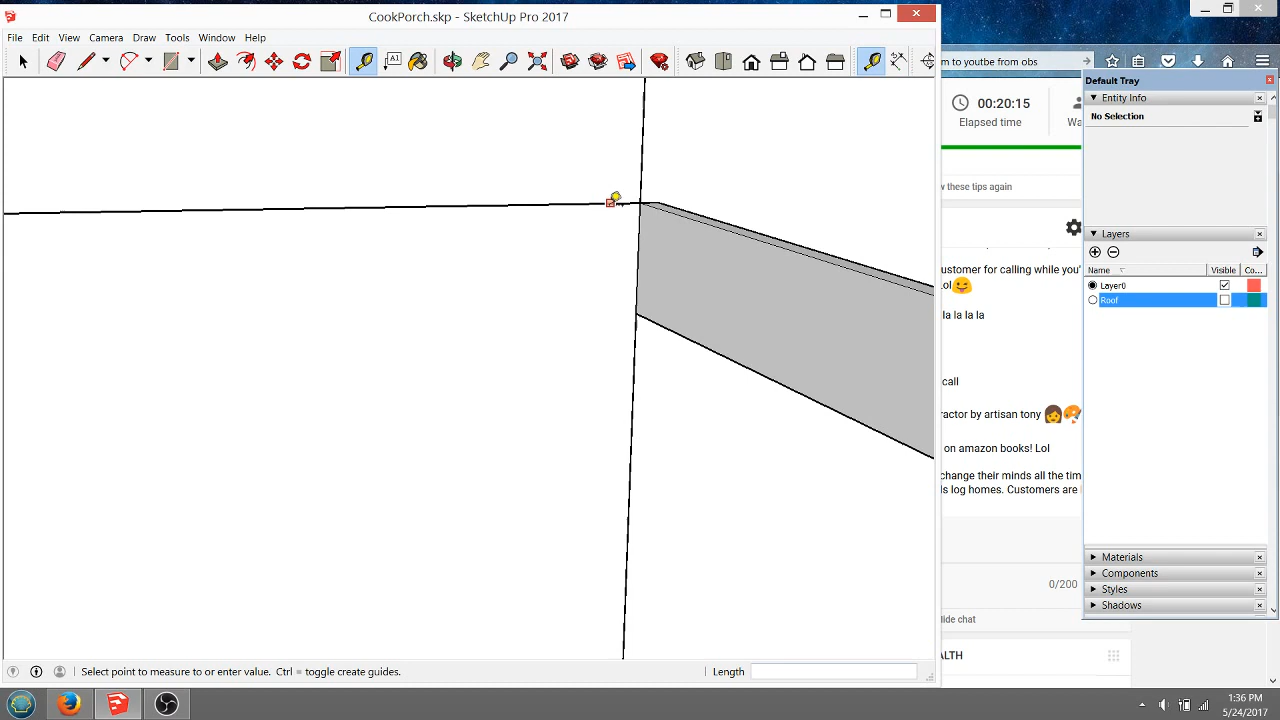 CookPorch.skp - SketchUp Pro 2017
File Edit View Camera Draw Tools Window Help
A1
m to youtbe from obs
Default Tray
Entity Info
No Selection
00:20:15
Elapsed time
Wa
w these tips again
Layers
Name Visible Co...
Layer0
Roof
customer for calling while you'
Lol
la la la la
call
ractor by artisan tony
on amazon books! Lol
change their minds all the tim
ls log homes. Customers are
Materials
Components
Styles
Shadows
0/200
lide chat
ALTH
Select point to measure to or enter value. Ctrl = toggle create guides.
Length
1:36 PM
5/24/2017